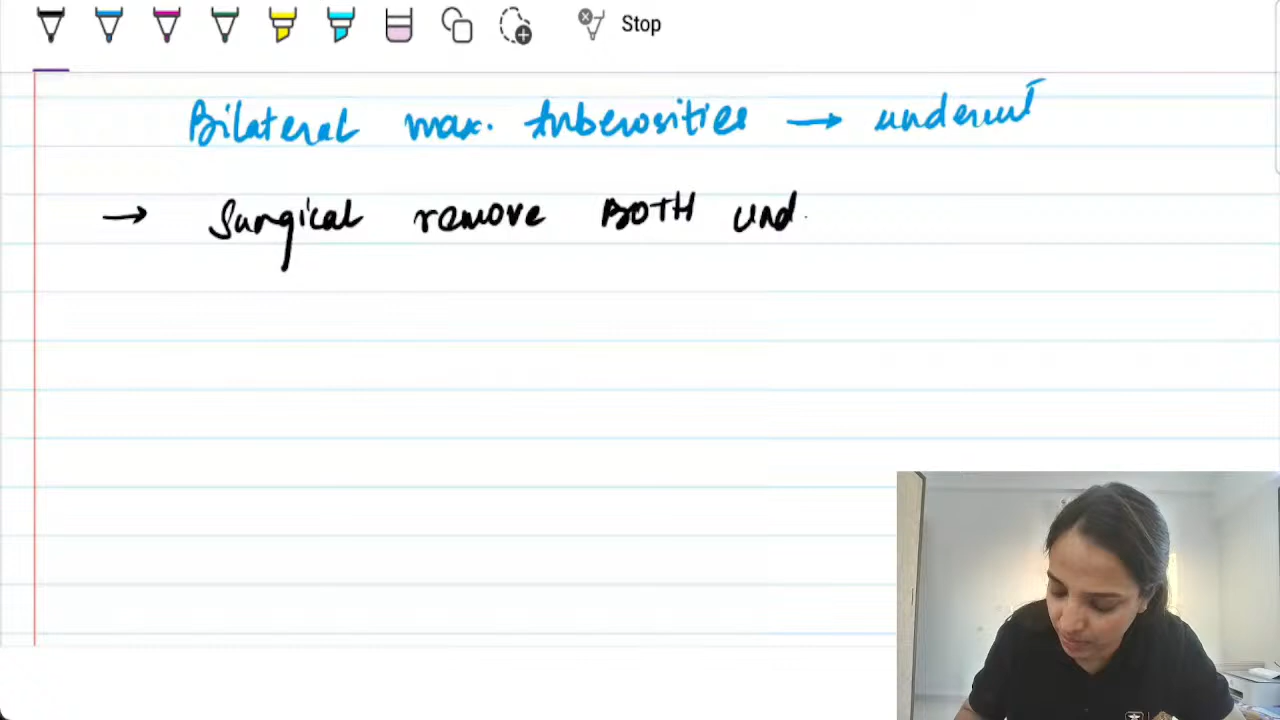 Stop
Bilateral max. tuberosities → undercut
→ Surgical remove BOTH und.